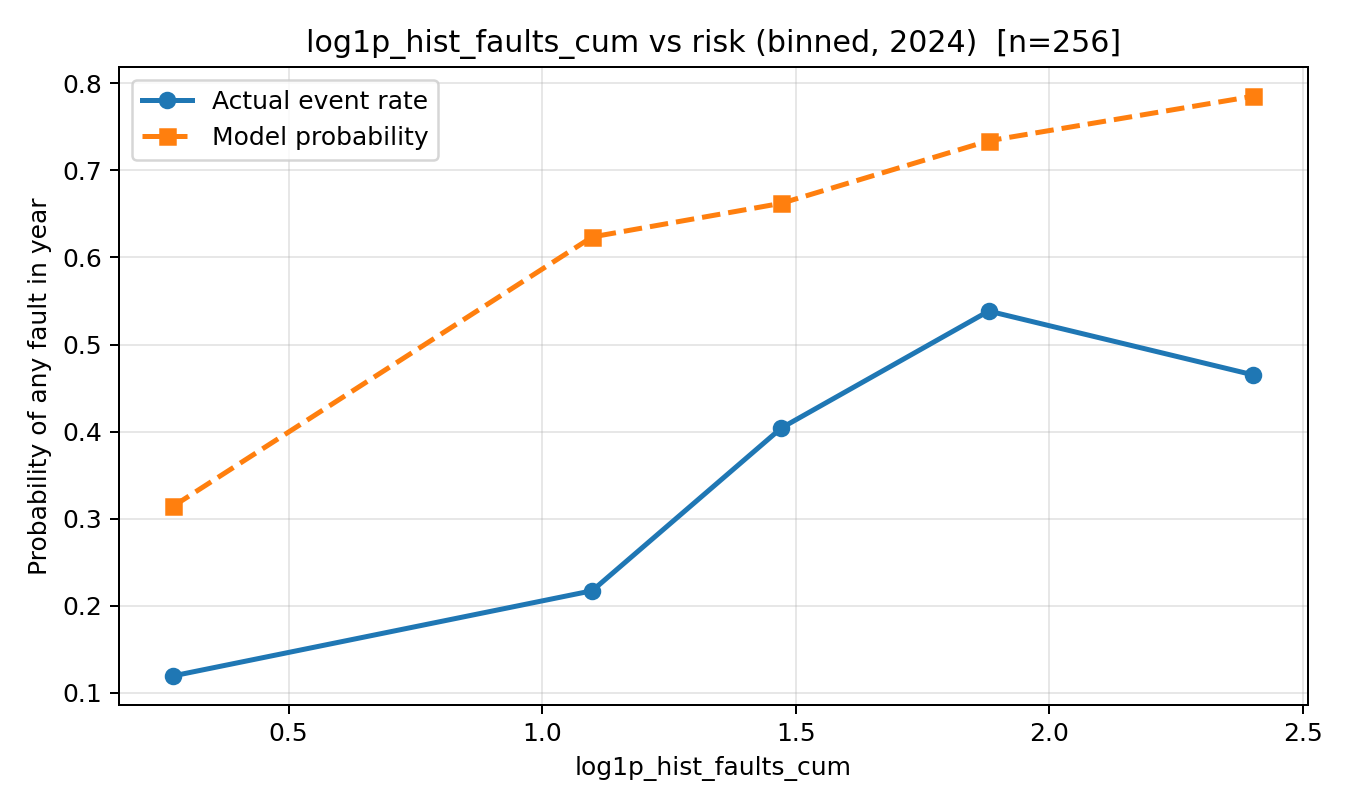 log1p_hist_faults_cum vs risk (binned, 2024)  [n=256]
Actual event rate
Model probability
Probability of any fault in year
0.8
0.7
0.6
0.5
0.4
0.3
0.2
0.1
0.5
1.0
1.5
2.0
2.5
log1p_hist_faults_cum